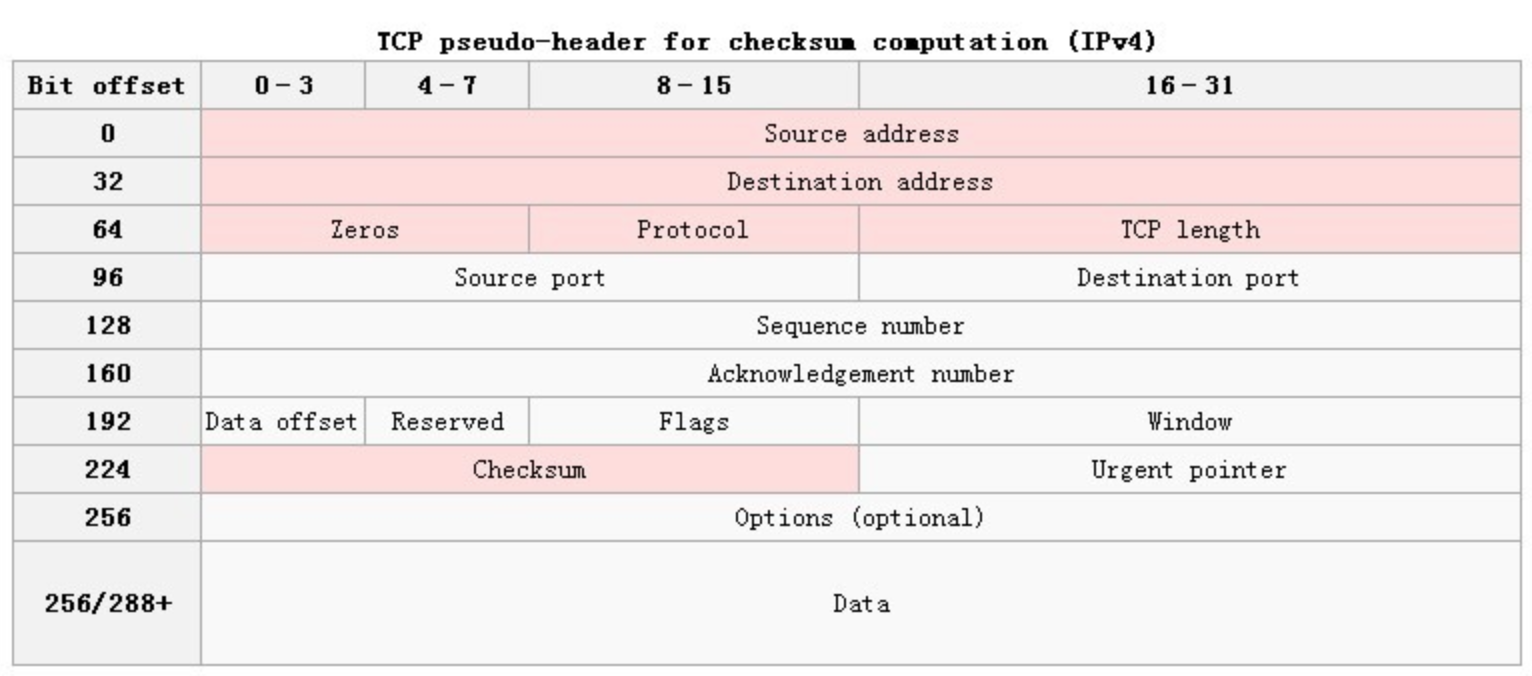 TCP pseudo-header for checksum computation (IPv4)
Bit offset 0-3 4-7 8-15 16-31
0 Source address
32 Destination address
64 Zeros Protocol TCP length
96 Source port Destination port
128 Sequence number
160 Acknowledgement number
192 Data offset Reserved Flags Window
224 Checksum Urgent pointer
256 Options (optional)
256/288+ Data